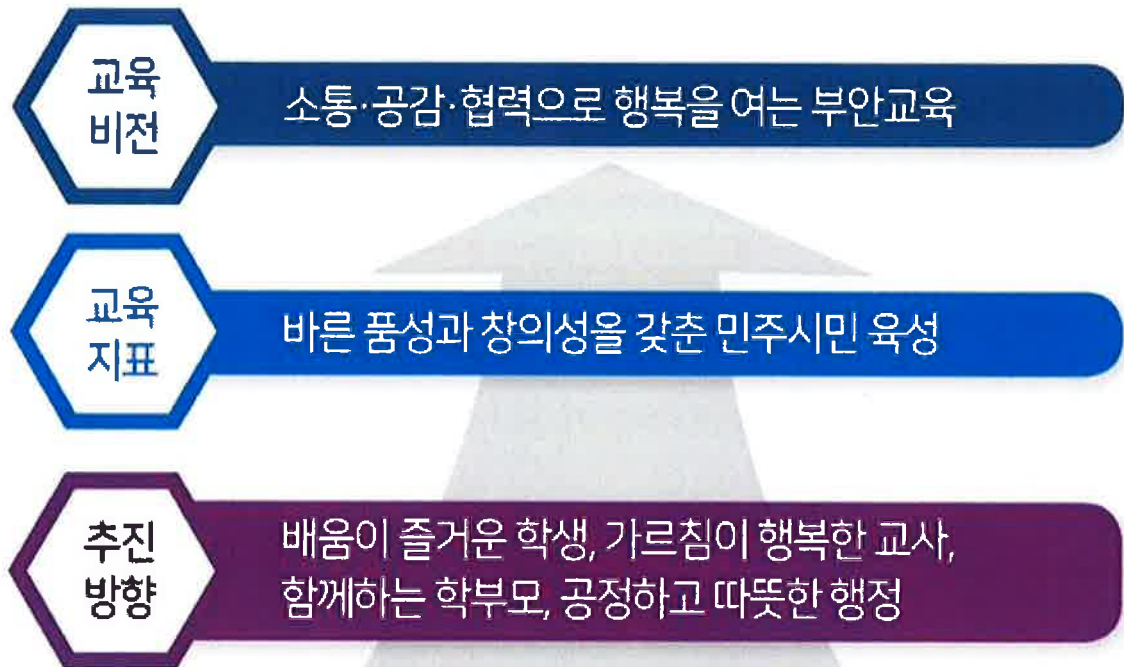 교육
비전
소통·공감·협력으로 행복을 여는 부안교육
교육
지표
바른 품성과 창의성을 갖춘 민주시민 육성
추진
방향
배움이 즐거운 학생, 가르침이 행복한 교사,
함께하는 학부모, 공정하고 따뜻한 행정